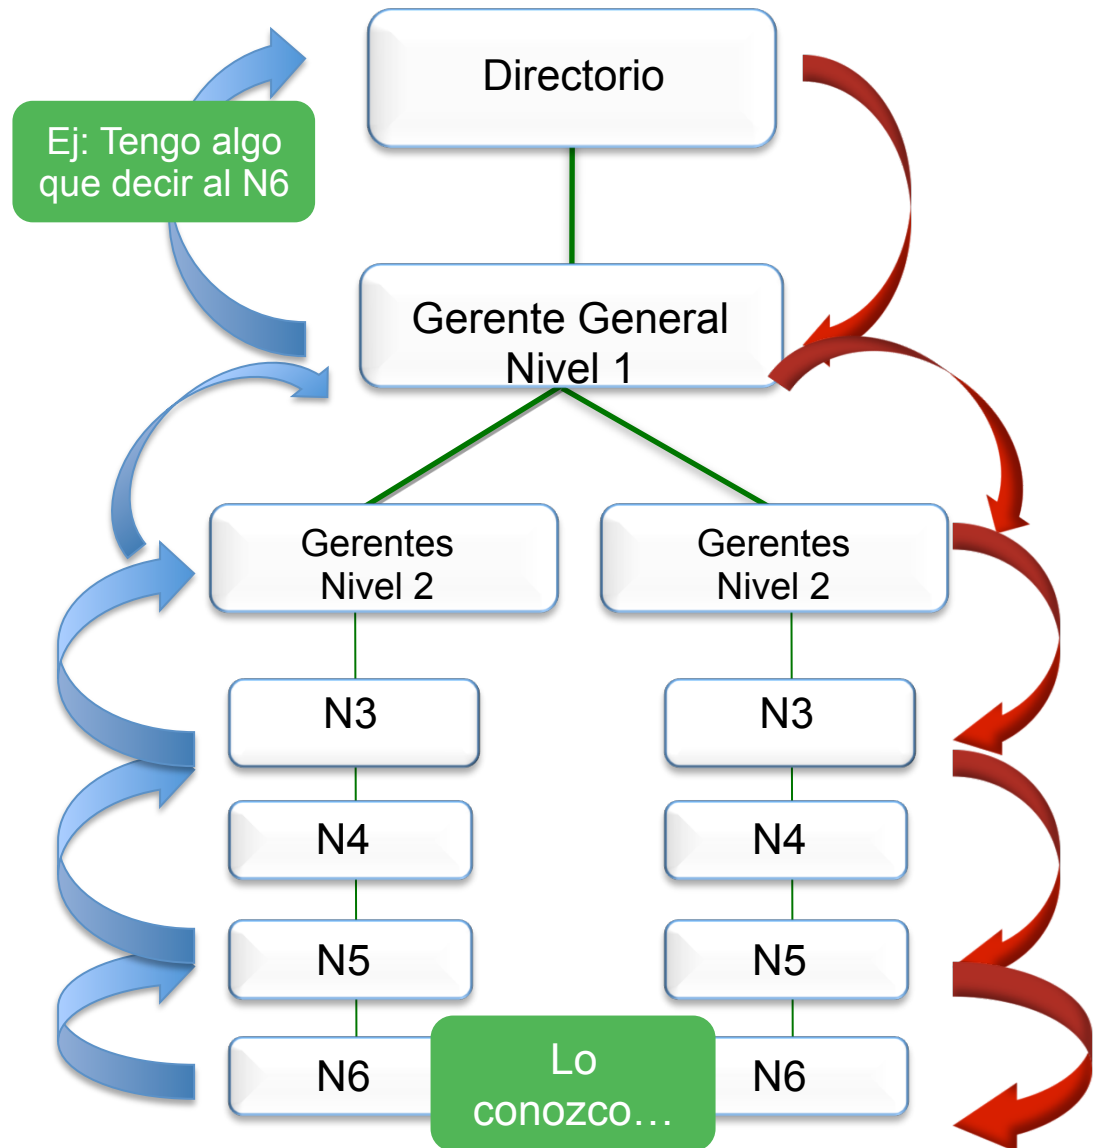 Directorio
Ej: Tengo algo
que decir al N6
Gerente General
Nivel 1
Gerentes
Nivel 2
Gerentes
Nivel 2
N3
N3
N4
N4
N5
N5
N6
Lo
conozco…
N6